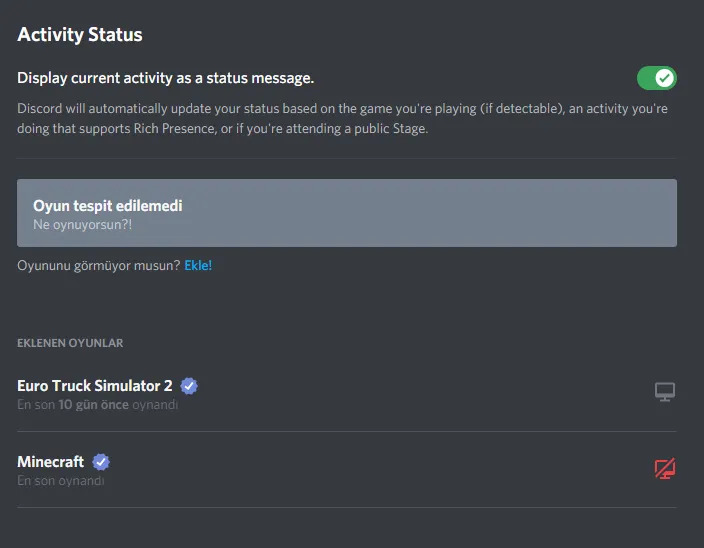 Activity Status
Display current activity as a status message.
Discord will automatically update your status based on the game you're playing (if detectable), an activity you're
doing that supports Rich Presence, or if you're attending a public Stage.
Oyun tespit edilemedi
Ne oynuyorsun?!
Oyununu görmüyor musun? Ekle!
EKLENEN OYUNLAR
Euro Truck Simulator 2
En son 10 gün önce oynandı
Minecraft
En son oynandı